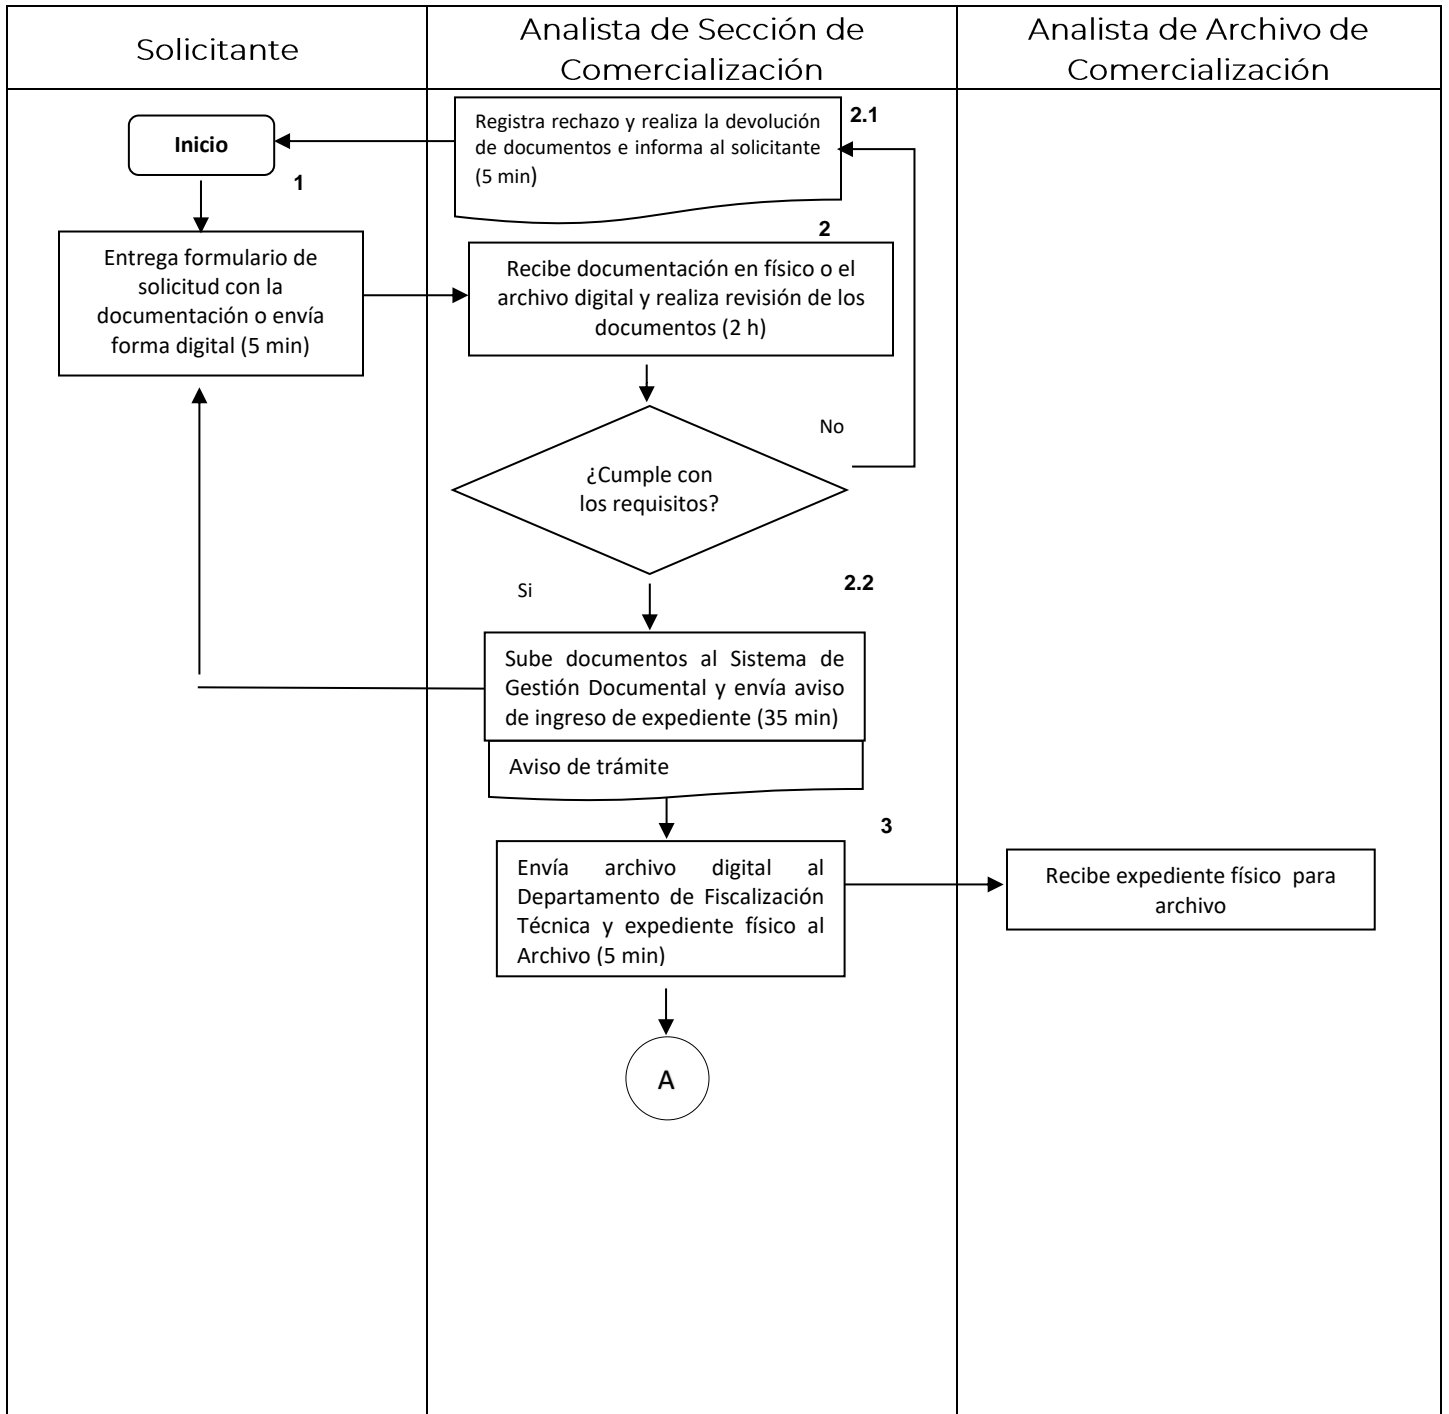 Solicitante
Analista de Sección de
Comercialización
Analista de Archivo de
Comercialización
Inicio
Registra rechazo y realiza la devolución
de documentos e informa al solicitante
(5 min)
2.1
1
2
Entrega formulario de
solicitud con la
documentación o envía
forma digital (5 min)
Recibe documentación en físico o el
archivo digital y realiza revisión de los
documentos (2 h)
No
¿Cumple con
los requisitos?
Si
2.2
Sube documentos al Sistema de
Gestión Documental y envía aviso
de ingreso de expediente (35 min)
Aviso de trámite
3
Envía archivo digital al
Departamento de Fiscalización
Técnica y expediente físico al
Archivo (5 min)
Recibe expediente físico para
archivo
A